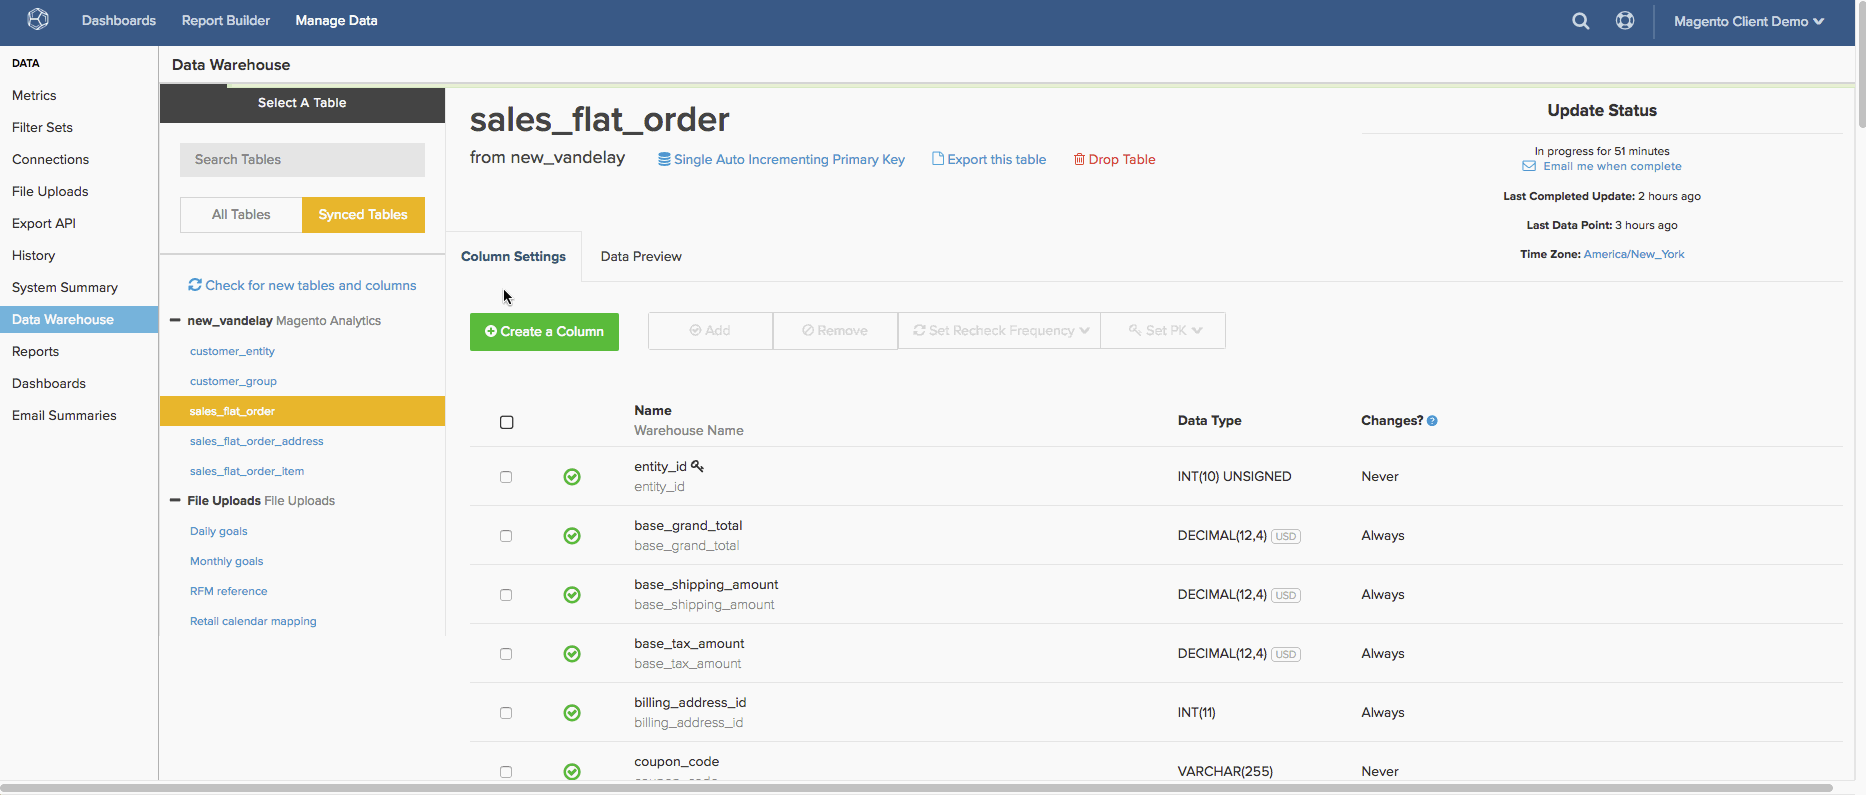 Dashboards Report Builder Manage Data Magento Client Demo
DATA
Metrics
Filter Sets
Connections
File Uploads
Export API
History
System Summary
Data Warehouse
Reports
Dashboards
Email Summaries
Data Warehouse
Select A Table
Search Tables
All Tables Synced Tables
Check for new tables and columns
new_vandelay Magento Analytics
customer_entity
customer_group
sales_flat_order
sales_flat_order_address
sales_flat_order_item
File Uploads File Uploads
Daily goals
Monthly goals
RFM reference
Retail calendar mapping
sales_flat_order
from new_vandelay Single Auto Incrementing Primary Key Export this table Drop Table
Update Status
In progress for 51 minutes
Email me when complete
Last Completed Update: 2 hours ago
Last Data Point: 3 hours ago
Time Zone: America/New_York
Column Settings Data Preview
Create a Column Add Remove Set Recheck Frequency Set PK
Name
Warehouse Name
Data Type Changes? ?
entity_id
entity_id
INT(10) UNSIGNED Never
base_grand_total
base_grand_total
DECIMAL(12,4) USD Always
base_shipping_amount
base_shipping_amount
DECIMAL(12,4) USD Always
base_tax_amount
base_tax_amount
DECIMAL(12,4) USD Always
billing_address_id
billing_address_id
INT(11) Always
coupon_code
VARCHAR(255) Never